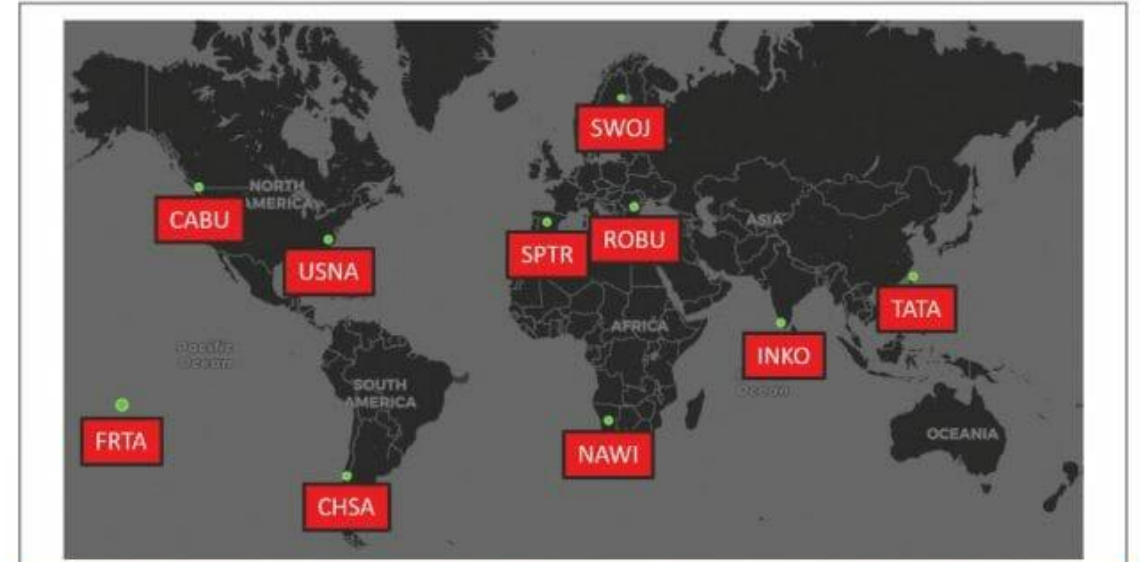 SWOJ
NORTH
AMERICA
CABU
ASIA
ROBU
SPTR
USNA
TATA
AFRICA
INKO
Pacific
Ocean
SOUTH
AMERICA
Ocean
FRTA
OCEANIA
NAWI
CHSA